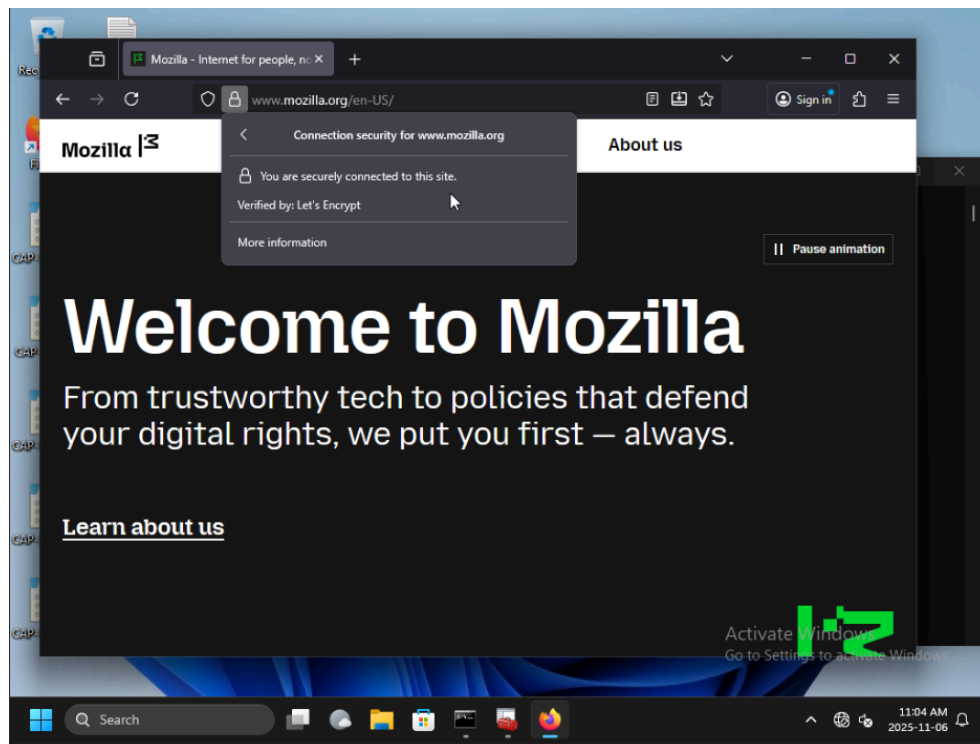 Mozilla - Internet for people, no
www.mozilla.org/en-US/
Sign in
Mozilla
About us
Connection security for www.mozilla.org
You are securely connected to this site.
Verified by: Let's Encrypt
More information
Pause animation
Welcome to Mozilla
From trustworthy tech to policies that defend
your digital rights, we put you first — always.
Learn about us
Activate Windows
Go to Settings to activate Windows.
Search
11:04 AM
2025-11-06